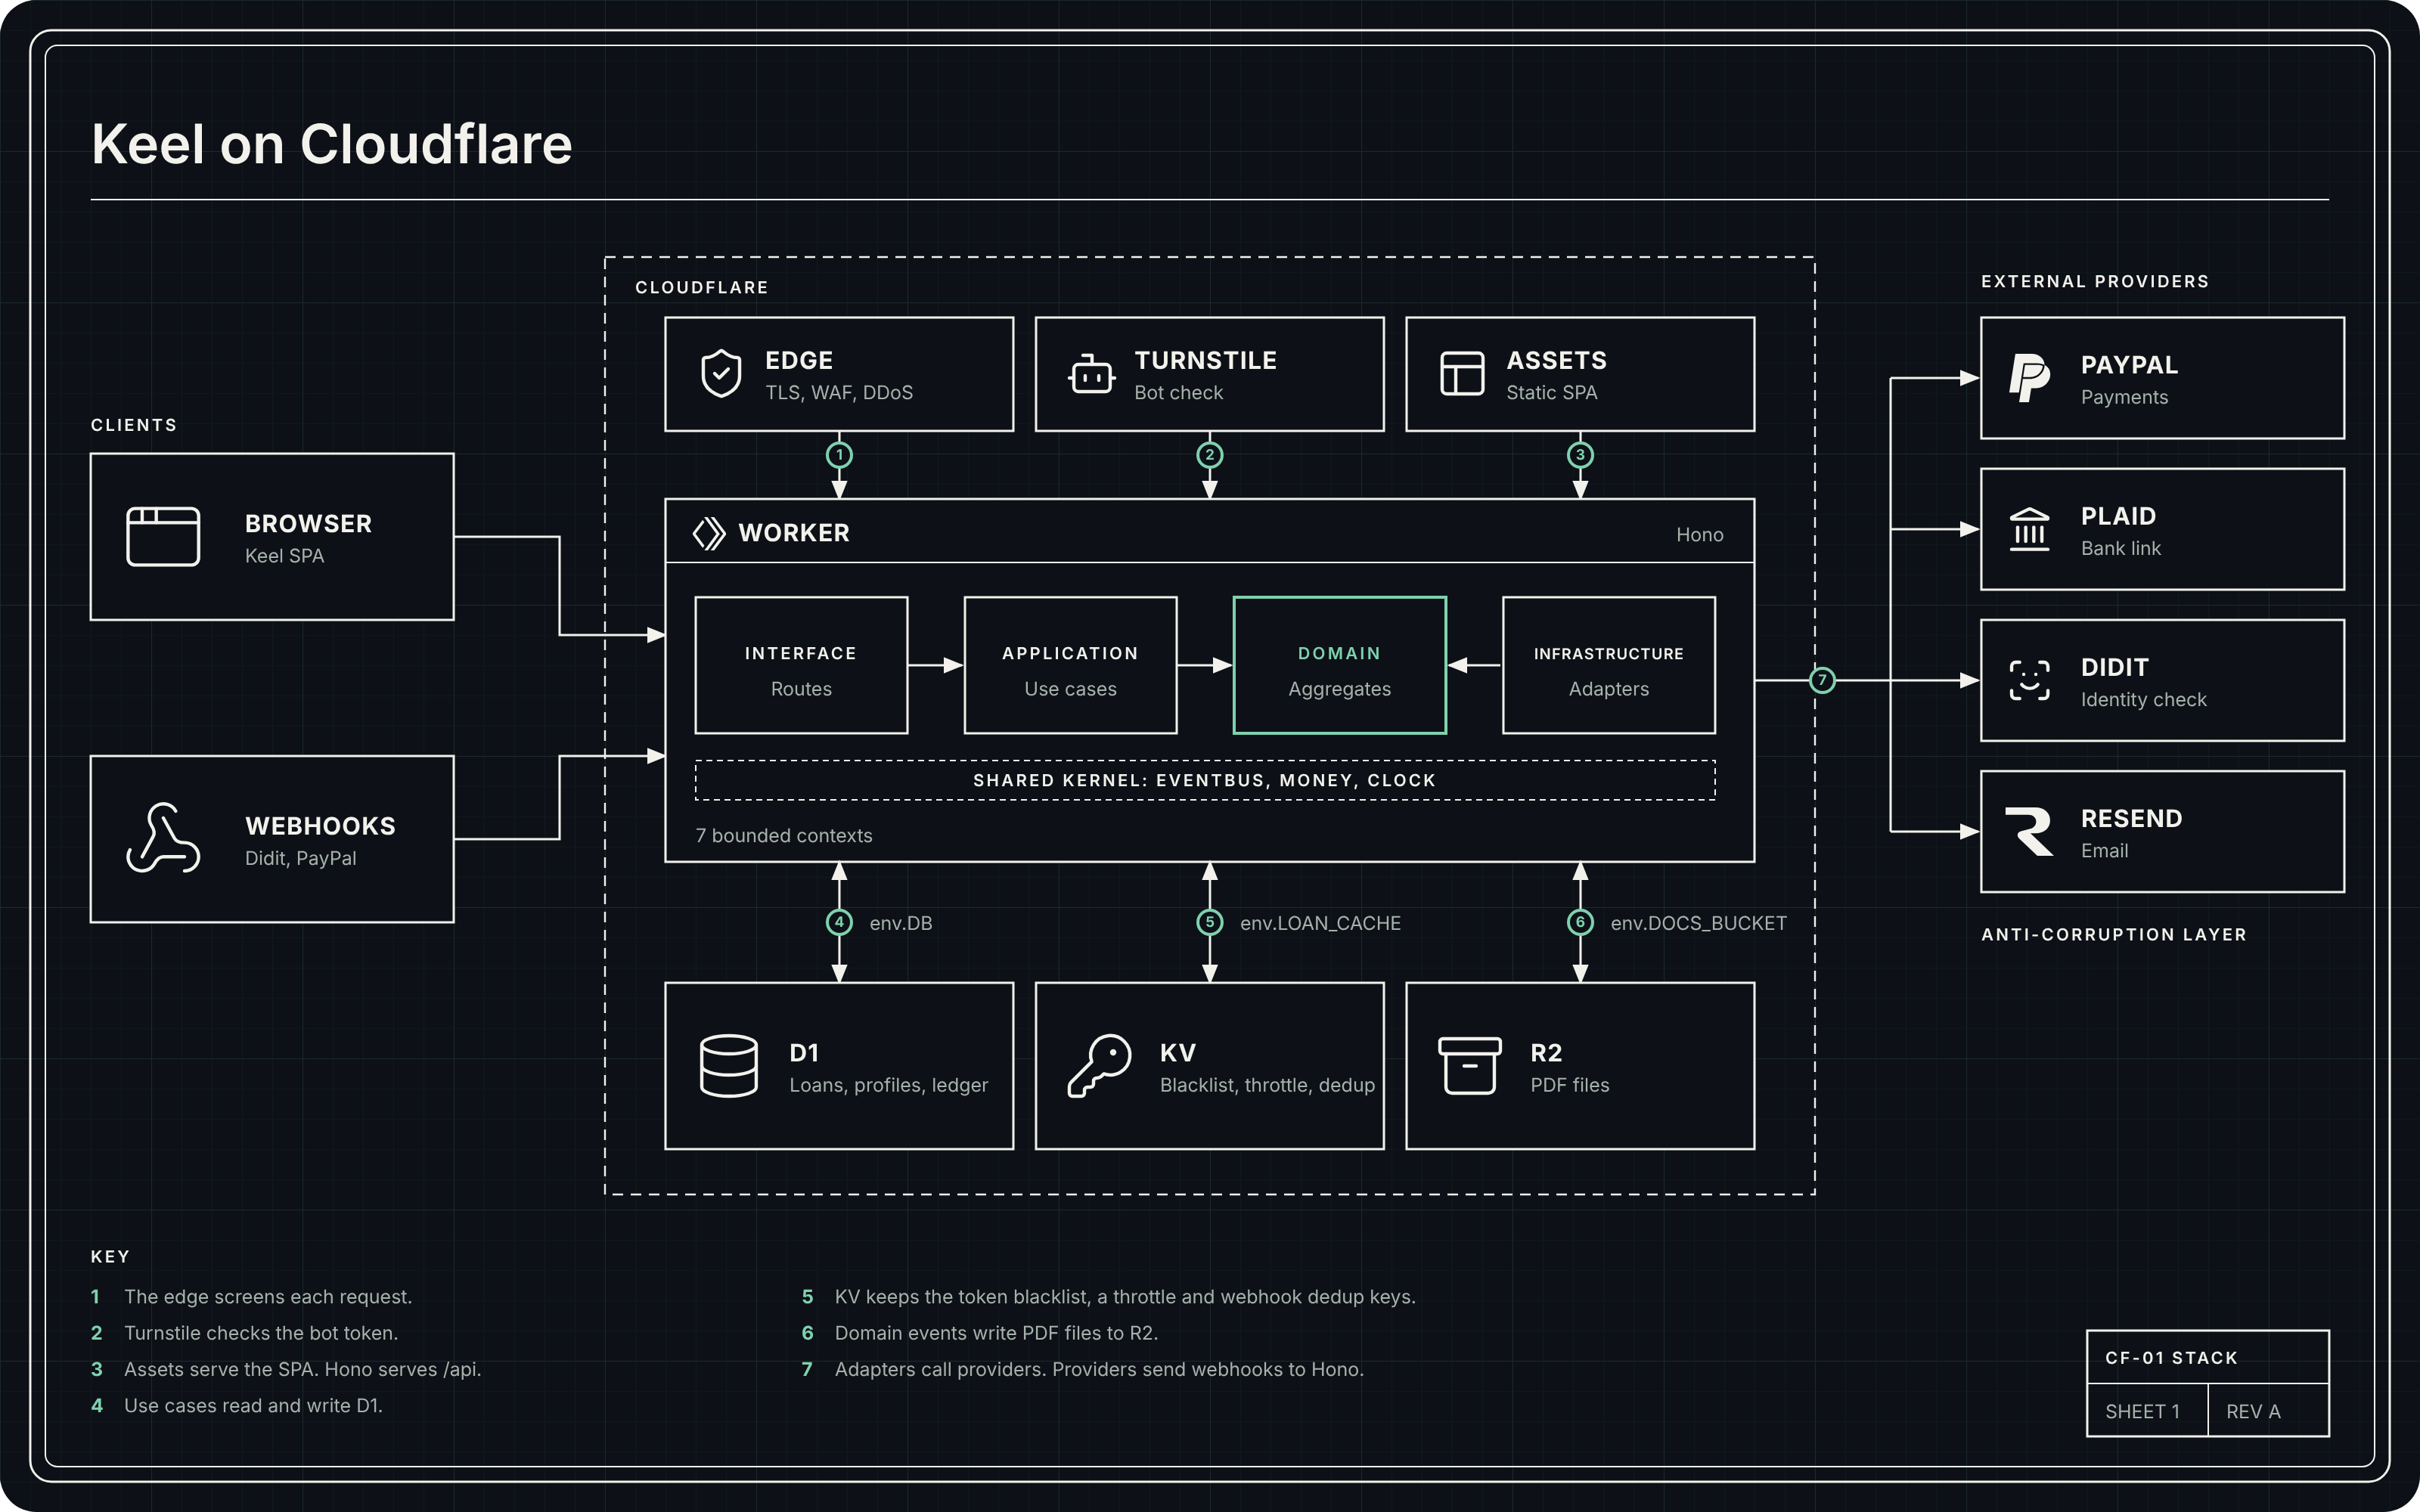 Keel on Cloudflare
CLOUDFLARE
EXTERNAL PROVIDERS
EDGE
TLS, WAF, DDoS
TURNSTILE
Bot check
ASSETS
Static SPA
PAYPAL
Payments
CLIENTS
1
2
3
BROWSER
Keel SPA
WORKER
Hono
PLAID
Bank link
INTERFACE
Routes
APPLICATION
Use cases
DOMAIN
Aggregates
INFRASTRUCTURE
Adapters
7
DIDIT
Identity check
SHARED KERNEL: EVENTBUS, MONEY, CLOCK
7 bounded contexts
WEBHOOKS
Didit, PayPal
RESEND
Email
4
env.DB
5
env.LOAN_CACHE
6
env.DOCS_BUCKET
ANTI-CORRUPTION LAYER
D1
Loans, profiles, ledger
KV
Blacklist, throttle, dedup
R2
PDF files
KEY
1 The edge screens each request.
2 Turnstile checks the bot token.
3 Assets serve the SPA. Hono serves /api.
4 Use cases read and write D1.
5 KV keeps the token blacklist, a throttle and webhook dedup keys.
6 Domain events write PDF files to R2.
7 Adapters call providers. Providers send webhooks to Hono.
CF-01 STACK
SHEET 1
REV A